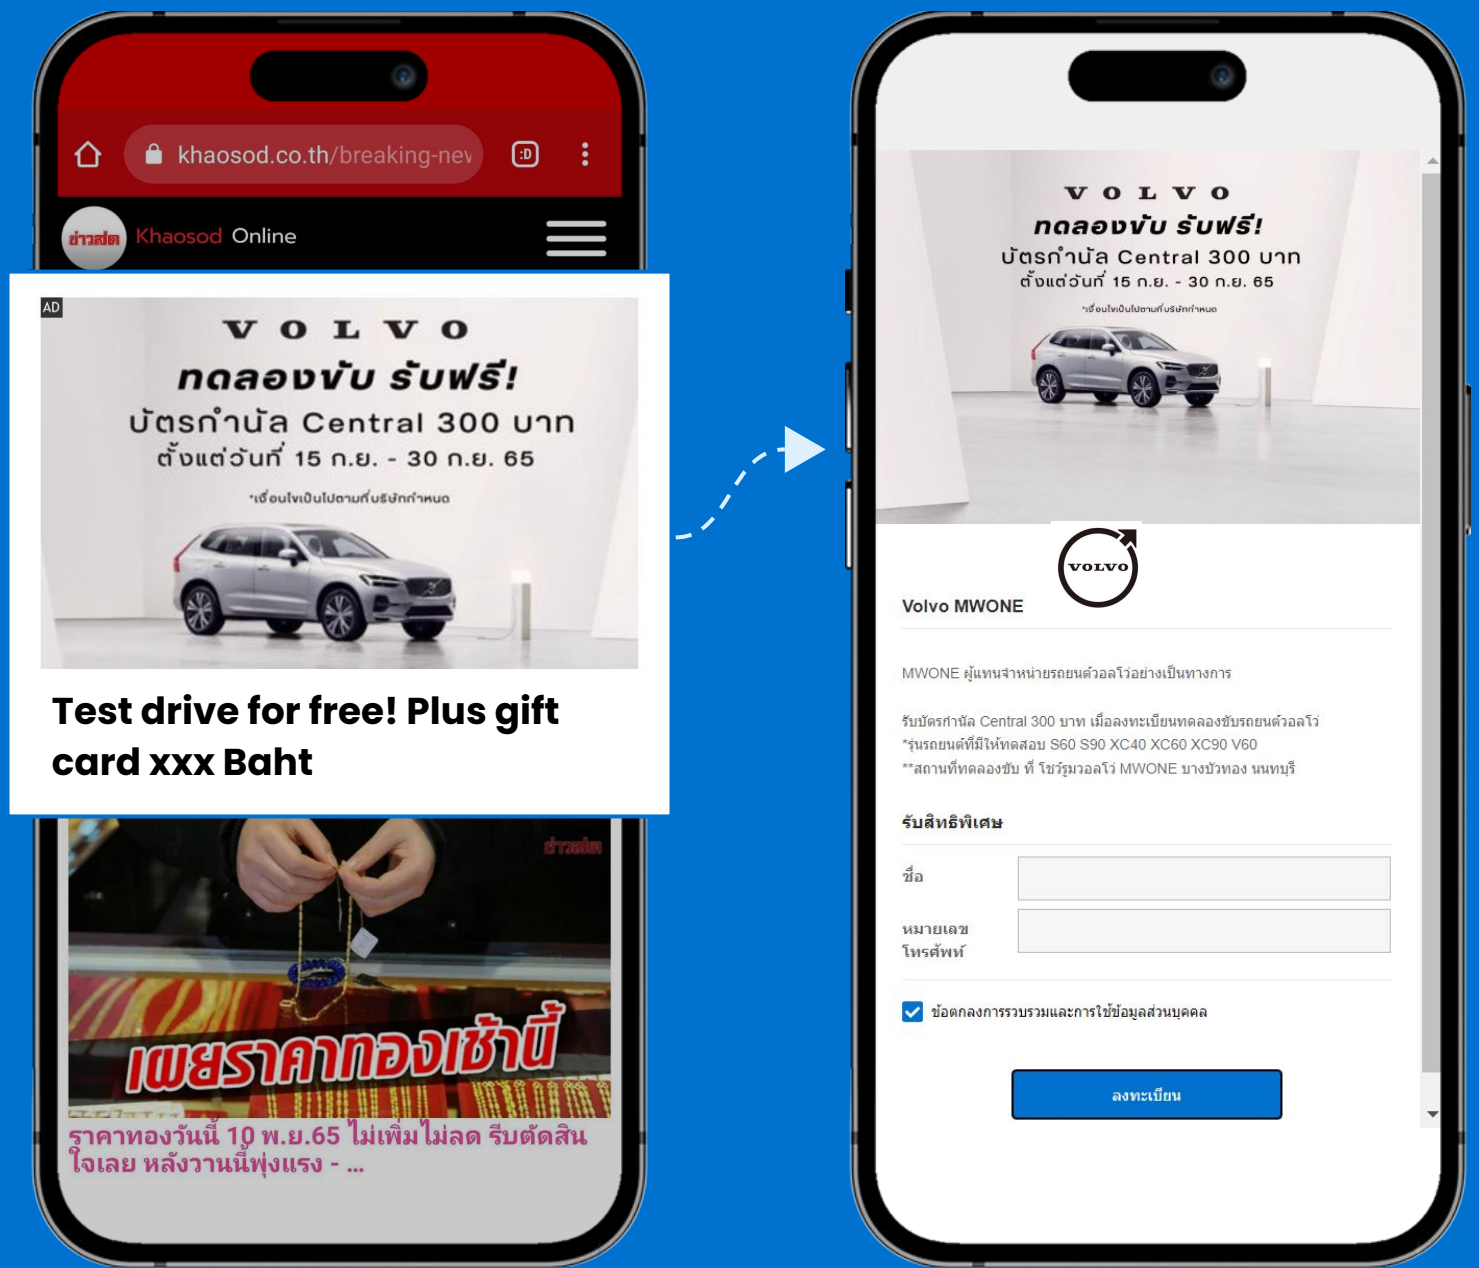 khaosod.co.th/breaking-nev
:D
ข่าวสด
Khaosod Online
AD
VOLVO
ทดลองขับ รับฟรี!
บัตรกำนัล Central 300 บาท
ตั้งแต่วันที่ 15 ก.ย. - 30 ก.ย. 65
*เงื่อนไขเป็นไปตามที่บริษัทกำหนด
Test drive for free! Plus gift
card xxx Baht
ข่าวสด
เผยราคาทองเช้านี้
ราคาทองวันนี้ 10 พ.ย.65 ไม่เพิ่มไม่ลด รีบตัดสิน
ใจเลย หลังวานนี้พุ่งแรง - ...
VOLVO
ทดลองขับ รับฟรี!
บัตรกำนัล Central 300 บาท
ตั้งแต่วันที่ 15 ก.ย. - 30 ก.ย. 65
*เงื่อนไขเป็นไปตามที่บริษัทกำหนด
VOLVO
Volvo MWONE
MWONE ผู้แทนจำหน่ายรถยนต์วอลโว่อย่างเป็นทางการ
รับบัตรกำนัล Central 300 บาท เมื่อลงทะเบียนทดลองขับรถยนต์วอลโว่
*รุ่นรถยนต์ที่มีให้ทดสอบ S60 S90 XC40 XC60 XC90 V60
**สถานที่ทดลองขับ ที่ โชว์รูมวอลโว่ MWONE บางบัวทอง นนทบุรี
รับสิทธิพิเศษ
ชื่อ
หมายเลข
โทรศัพท์
ข้อตกลงการรวบรวมและการใช้ข้อมูลส่วนบุคคล
ลงทะเบียน